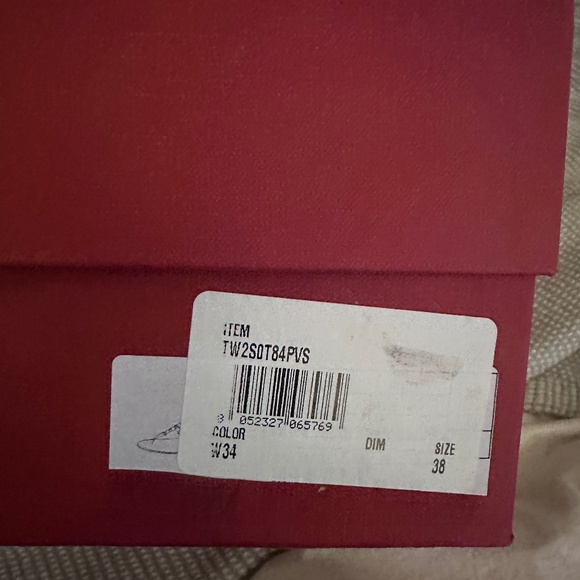 ITEM
TW2S0T84PVS
8 052327 065769
COLOR DIM SIZE
W34 38